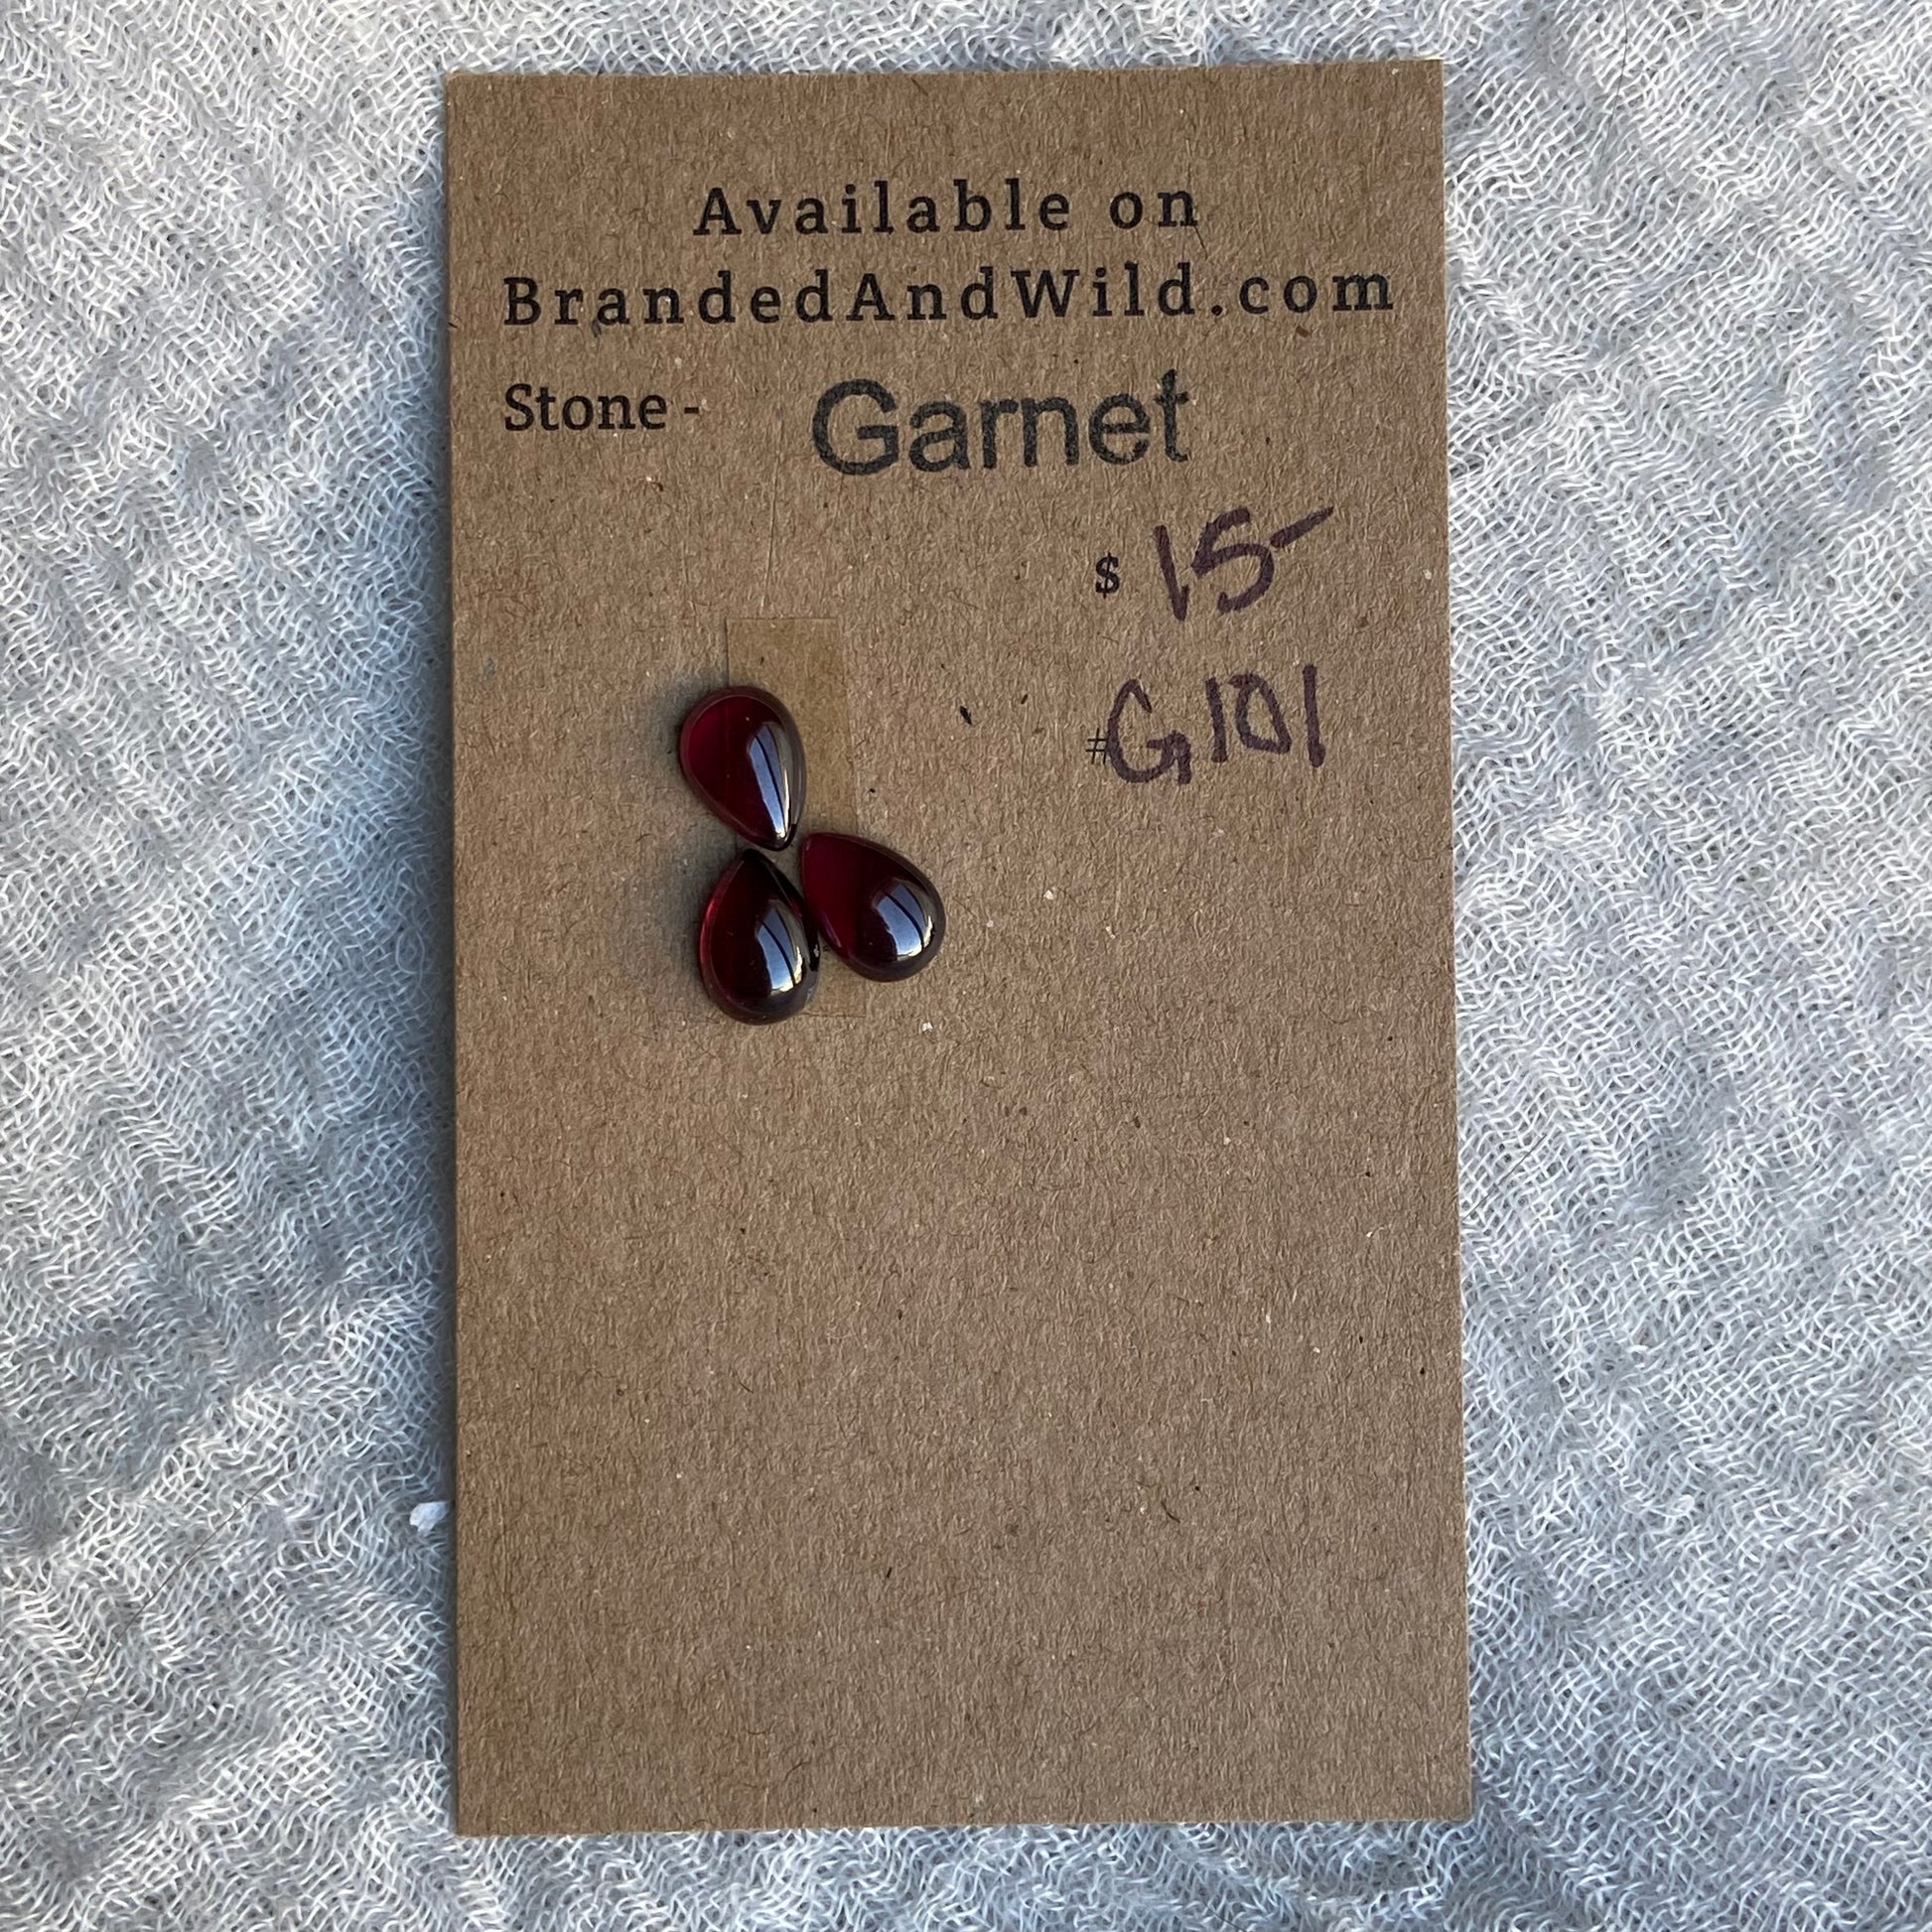 Available on
BrandedAndWild.com
Stone - Garnet
$ 15-
#G101